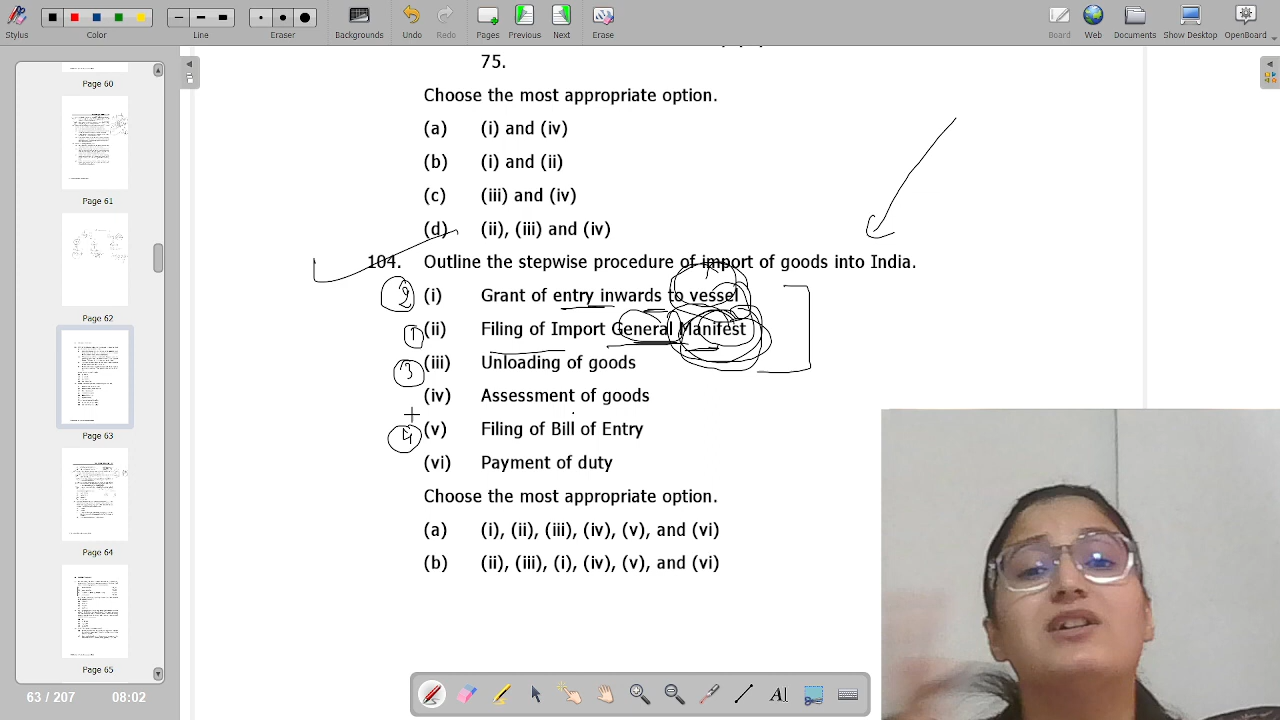 Stylus
Color
Line
Eraser
Backgrounds
Undo
Redo
Pages
Previous
Next
Erase
Board
Web
Documents
Show Desktop
OpenBoard
Page 60
Page 61
Page 62
Page 63
Page 64
Page 65
63 / 207 08:02
75.
Choose the most appropriate option.
(a) (i) and (iv)
(b) (i) and (ii)
(c) (iii) and (iv)
(d) (ii), (iii) and (iv)
104. Outline the stepwise procedure of import of goods into India.
(i) Grant of entry inwards to vessel
1 (ii) Filing of Import General Manifest
3 (iii) Unloading of goods
(iv) Assessment of goods
4 (v) Filing of Bill of Entry
(vi) Payment of duty
Choose the most appropriate option.
(a) (i), (ii), (iii), (iv), (v), and (vi)
(b) (ii), (iii), (i), (iv), (v), and (vi)